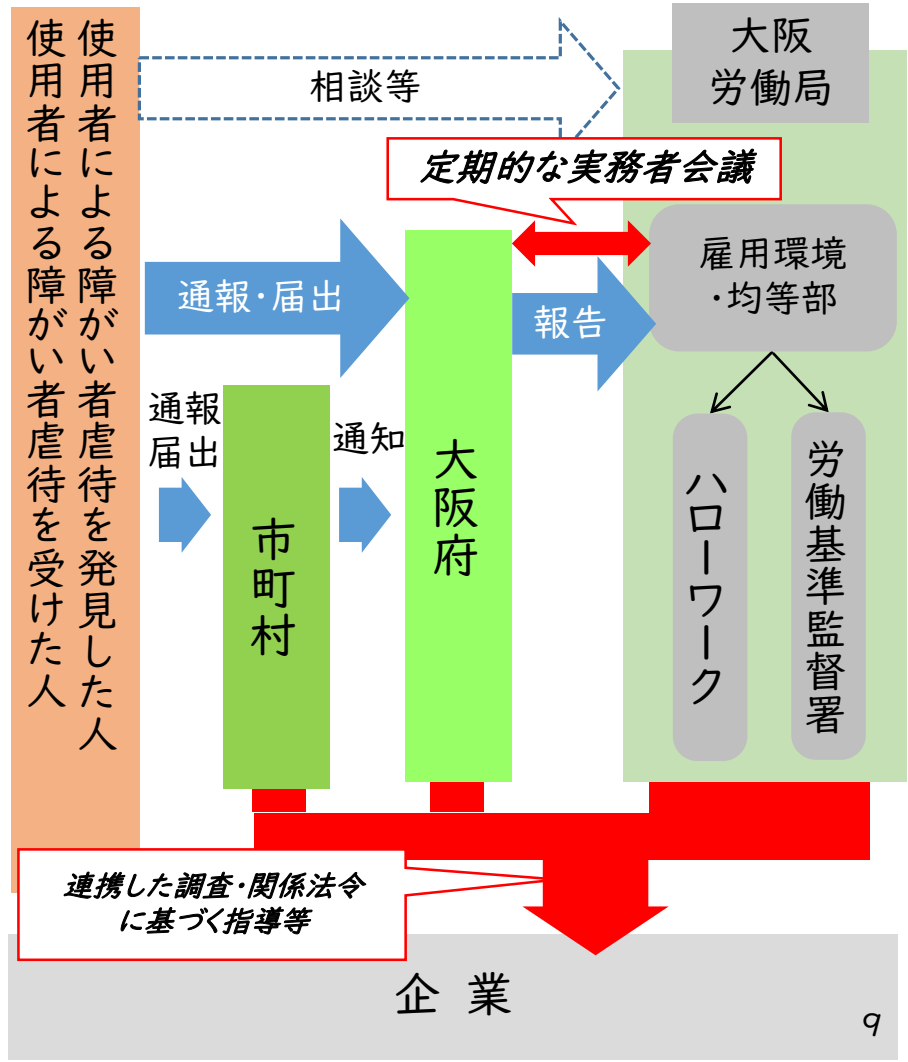 使用者による障がい者虐待を発見した人
使用者による障がい者虐待を受けた人
相談等
大阪
労働局
定期的な実務者会議
雇用環境
・均等部
通報・届出
報告
通報
届出
通知
市町村
大阪府
ハローワーク
労働基準監督署
連携した調査・関係法令
に基づく指導等
企 業
9